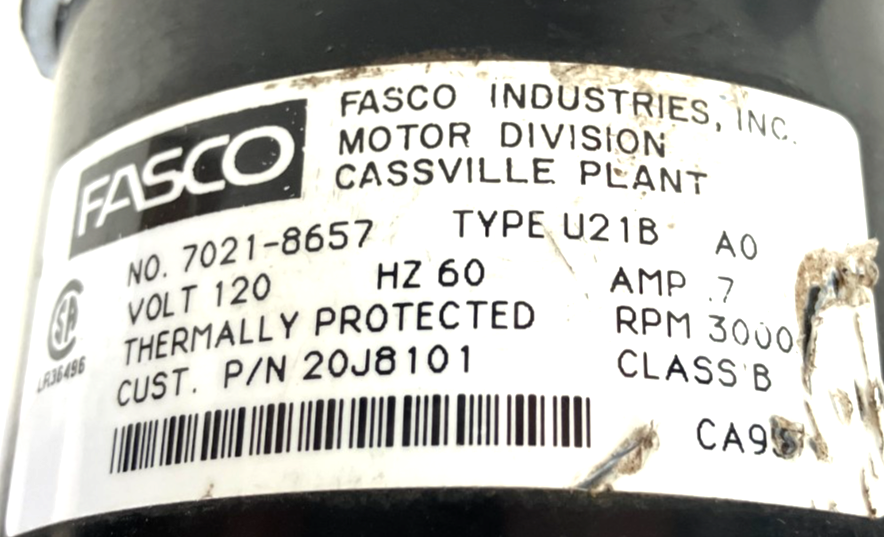 FASCO
FASCO INDUSTRIES, INC.
MOTOR DIVISION
CASSVILLE PLANT
NO. 7021-8657 TYPE U21B A0
VOLT 120 HZ 60 AMP .7
THERMALLY PROTECTED RPM 3000
CUST. P/N 20J8101 CLASS B
LR36496